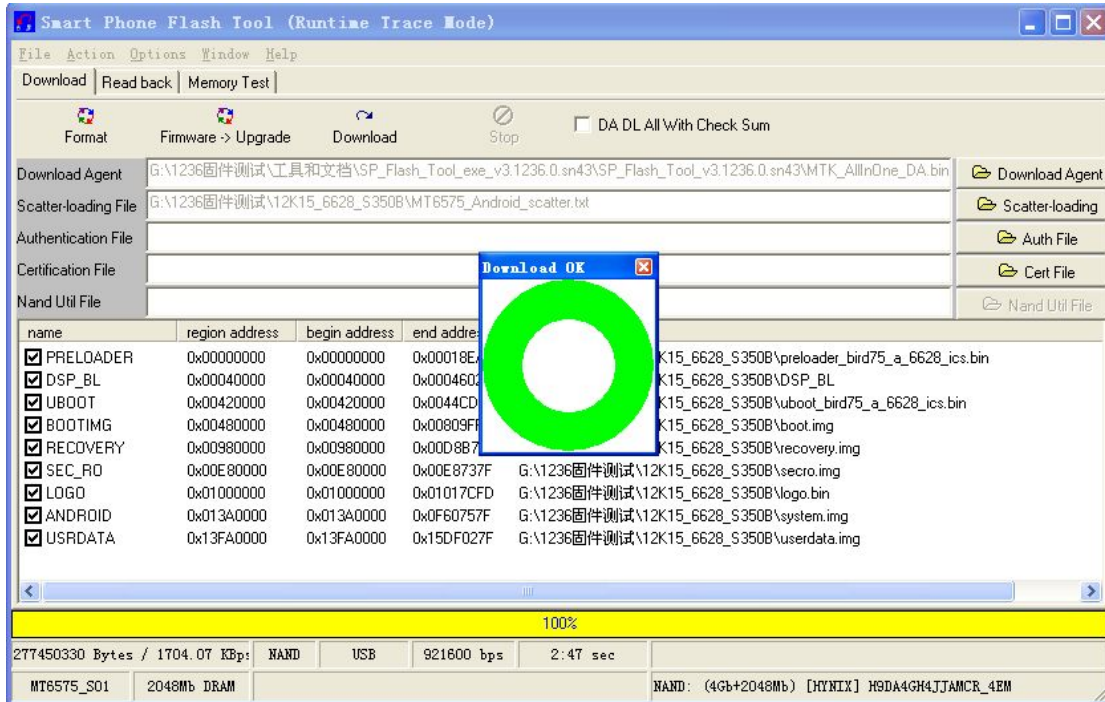 Smart Phone Flash Tool (Runtime Trace Mode)
File Action Options Window Help
Download Read back Memory Test
Format Firmware -> Upgrade Download Stop DA DL All With Check Sum
Download Agent G:\1236固件测试\工具和文档\SP_Flash_Tool_exe_v3.1236.0.sn43\SP_Flash_Tool_v3.1236.0.sn43\MTK_AllInOne_DA.bin Download Agent
Scatter-loading File G:\1236固件测试\12K15_6628_S350B\MT6575_Android_scatter.txt Scatter-loading
Authentication File Auth File
Certification File Cert File
Nand Util File Nand Util File
Download OK
name region address begin address end addre
PRELOADER 0x00000000 0x00000000 0x00018E K15_6628_S350B\preloader_bird75_a_6628_ics.bin
DSP_BL 0x00040000 0x00040000 0x0004602 K15_6628_S350B\DSP_BL
UBOOT 0x00420000 0x00420000 0x0044CD K15_6628_S350B\uboot_bird75_a_6628_ics.bin
BOOTIMG 0x00480000 0x00480000 0x00809F K15_6628_S350B\boot.img
RECOVERY 0x00980000 0x00980000 0x00D8B7 K15_6628_S350B\recovery.img
SEC_RO 0x00E80000 0x00E80000 0x00E8737F G:\1236固件测试\12K15_6628_S350B\secro.img
LOGO 0x01000000 0x01000000 0x01017CFD G:\1236固件测试\12K15_6628_S350B\logo.bin
ANDROID 0x013A0000 0x013A0000 0x0F60757F G:\1236固件测试\12K15_6628_S350B\system.img
USRDATA 0x13FA0000 0x13FA0000 0x15DF027F G:\1236固件测试\12K15_6628_S350B\userdata.img
100%
277450330 Bytes / 1704.07 KBps NAND USB 921600 bps 2:47 sec
MT6575_S01 2048Mb DRAM NAND: (4Gb+2048Mb) [HYNIX] H9DA4GH4JJAMCR_4EM